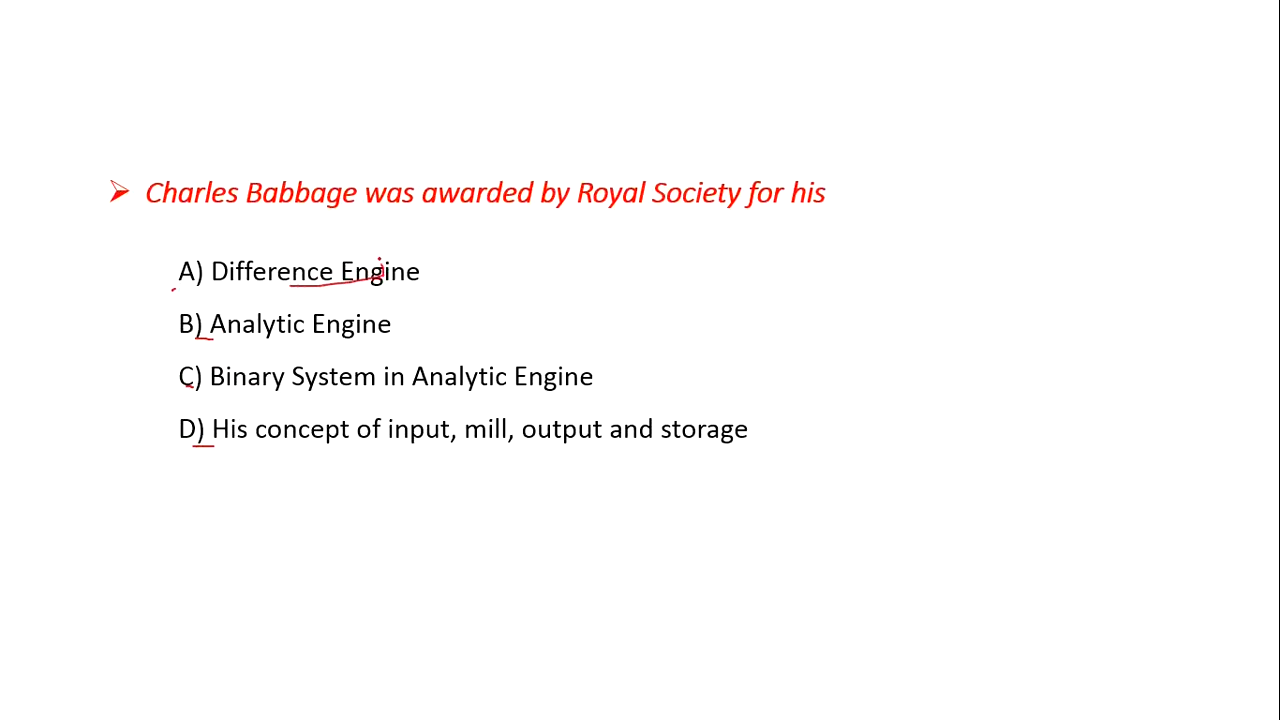 Charles Babbage was awarded by Royal Society for his
A) Difference Engine
B) Analytic Engine
C) Binary System in Analytic Engine
D) His concept of input, mill, output and storage